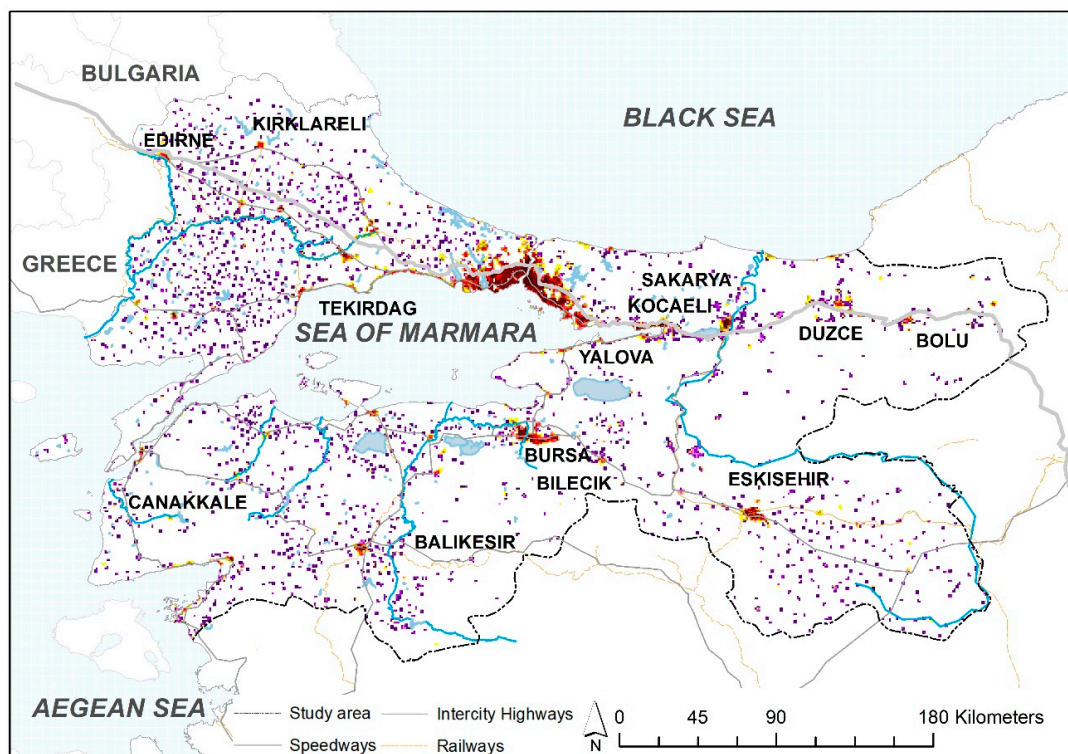 BULGARIA
BLACK SEA
KIRKLARELI
EDIRNE
GREECE
SAKARYA
TEKIRDAG
KOCAELI
SEA OF MARMARA
DUZCE
BOLU
YALOVA
BURSA
ESKISEHIR
BILECIK
CANAKKALE
BALIKESIR
AEGEAN SEA
Study area
Intercity Highways
Speedways
Railways
N
0 45 90 180 Kilometers